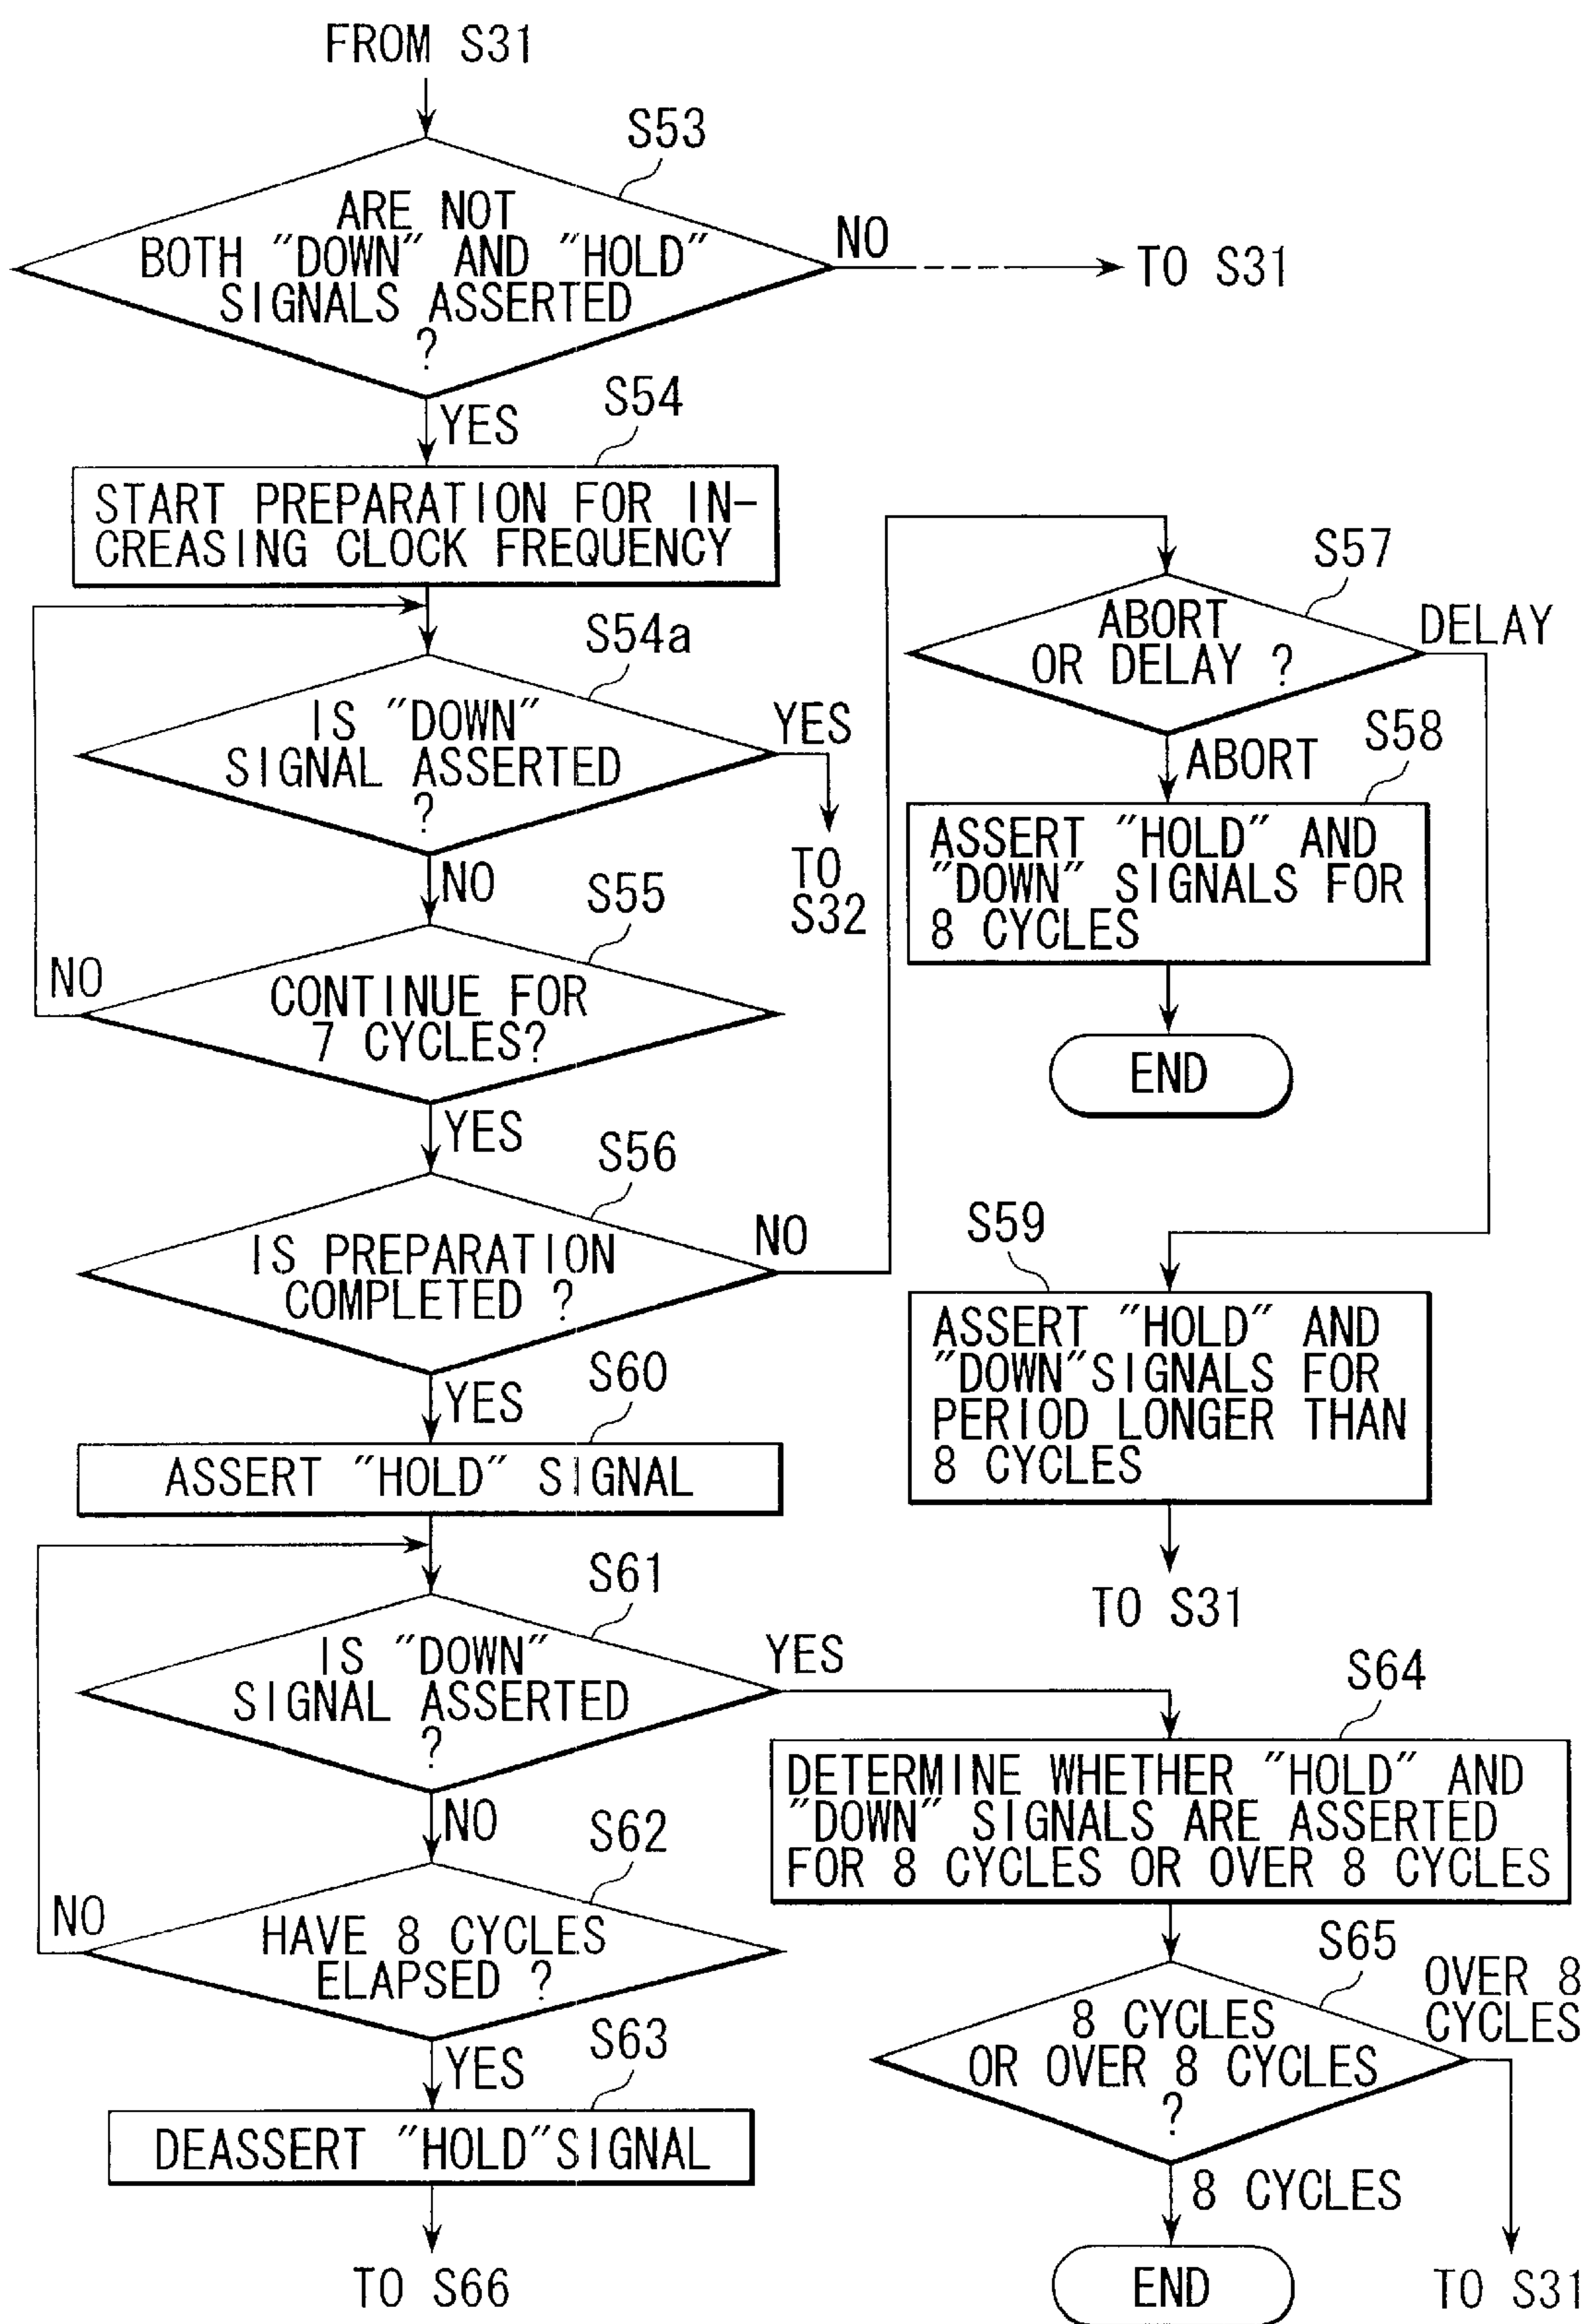 FROM S31
S53
ARE NOT
BOTH "DOWN" AND "HOLD"
SIGNALS ASSERTED
?
NO
TO S31
YES
S54
START PREPARATION FOR IN-
CREASING CLOCK FREQUENCY
S54a
IS "DOWN"
SIGNAL ASSERTED
?
YES
TO
S32
NO
S55
CONTINUE FOR
7 CYCLES?
NO
YES
S56
IS PREPARATION
COMPLETED ?
NO
S57
ABORT
OR DELAY ?
DELAY
ABORT
S58
ASSERT "HOLD" AND
"DOWN" SIGNALS FOR
8 CYCLES
END
S59
ASSERT "HOLD" AND
"DOWN"SIGNALS FOR
PERIOD LONGER THAN
8 CYCLES
TO S31
YES
S60
ASSERT "HOLD" SIGNAL
S61
IS "DOWN"
SIGNAL ASSERTED
?
YES
NO
S62
HAVE 8 CYCLES
ELAPSED ?
NO
YES
S63
DEASSERT "HOLD"SIGNAL
TO S66
S64
DETERMINE WHETHER "HOLD" AND
"DOWN" SIGNALS ARE ASSERTED
FOR 8 CYCLES OR OVER 8 CYCLES
S65
8 CYCLES
OR OVER 8 CYCLES
?
OVER 8
CYCLES
8 CYCLES
END
TO S31